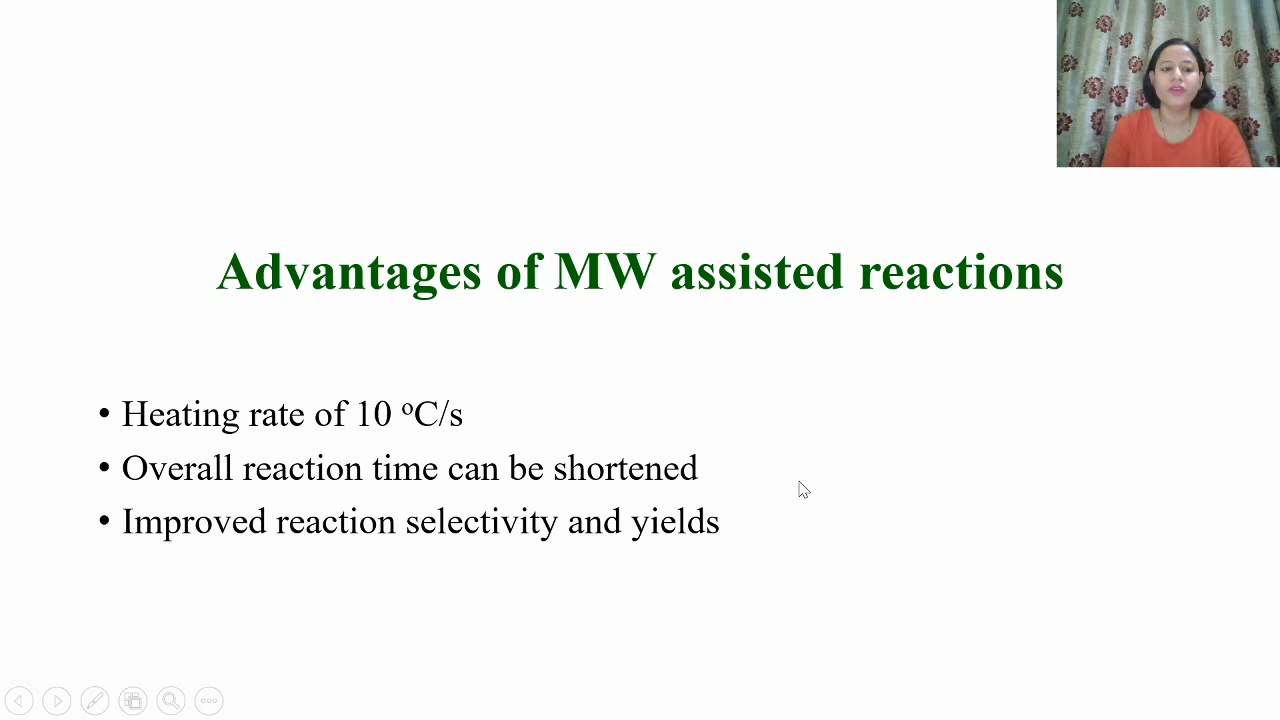 Advantages of MW assisted reactions
• Heating rate of 10 ºC/s
• Overall reaction time can be shortened
• Improved reaction selectivity and yields